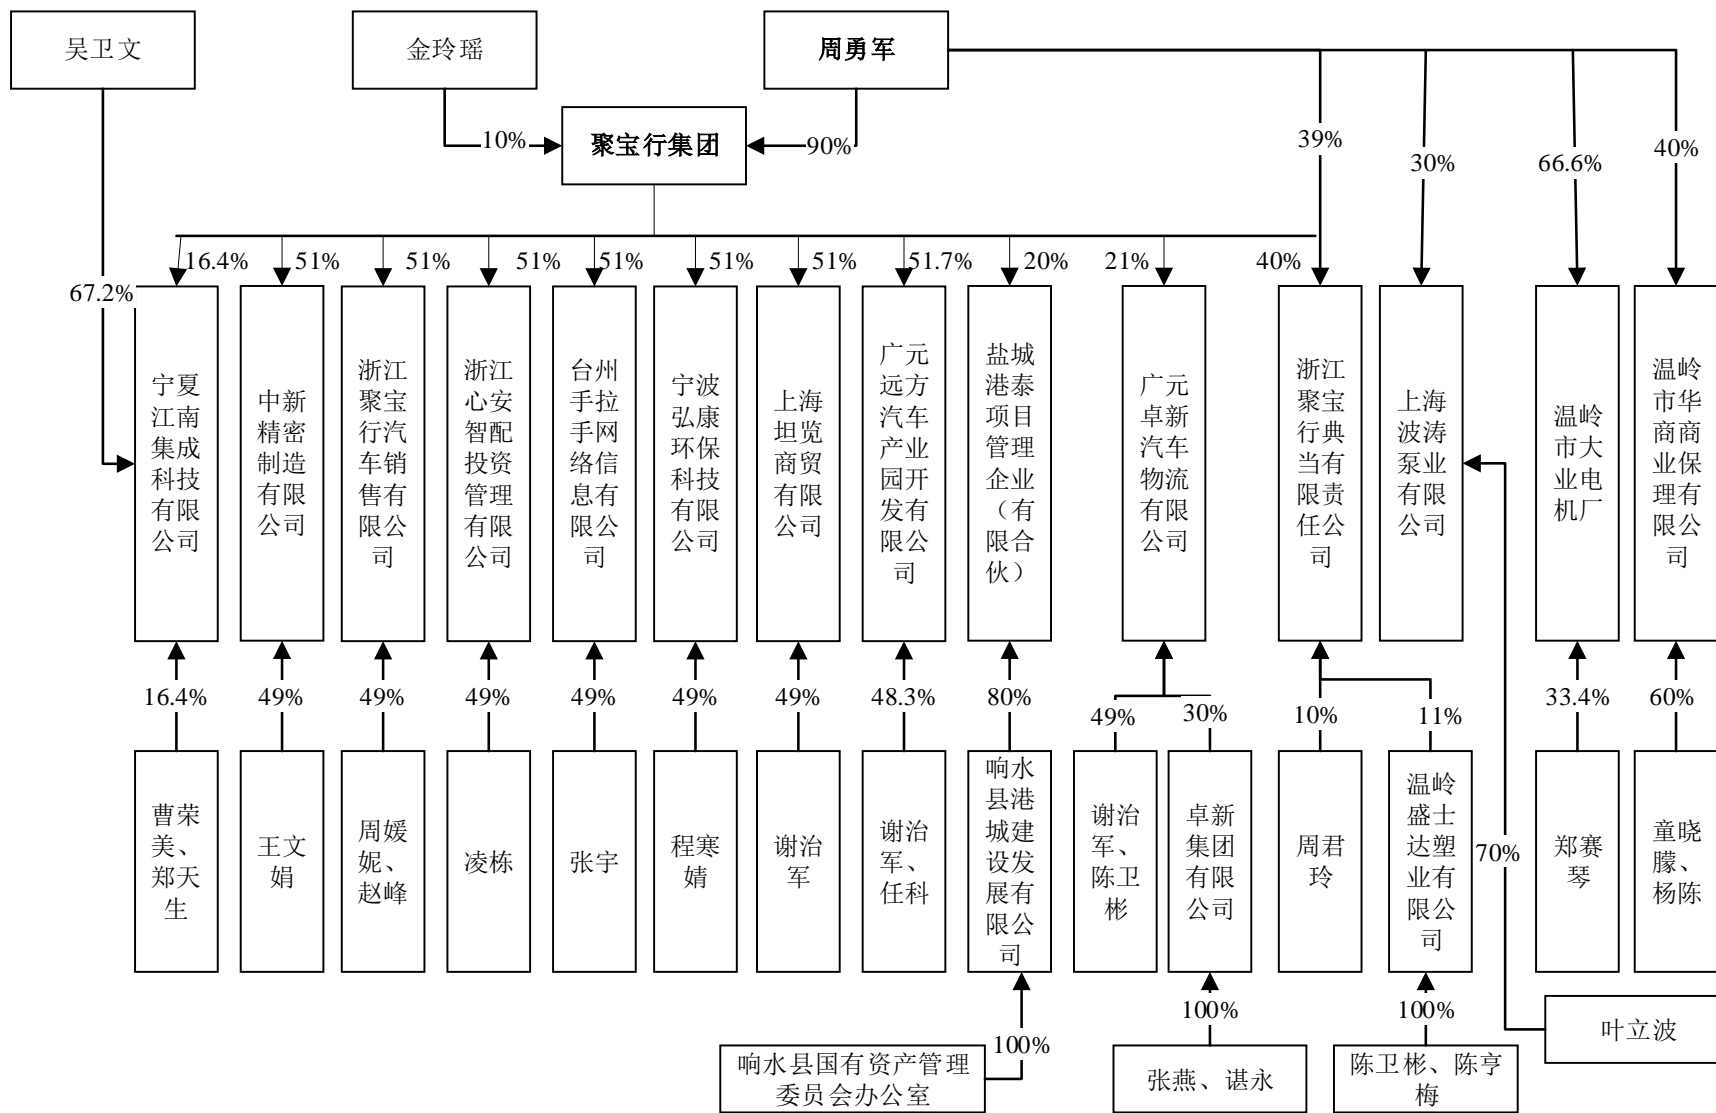 吴卫文
金玲瑶
周勇军
聚宝行集团
10%
90%
39%
30%
66.6%
40%
67.2%
16.4%
51%
51%
51%
51%
51%
51%
51.7%
20%
21%
40%
宁夏
江南
集成
科技
有限
公司
中新
精密
制造
有限
公司
浙江
聚宝
行汽
车销
售有
限公
司
浙江
心安
智配
投资
管理
有限
公司
台州
手拉
手网
络信
息有
限公
司
宁波
弘康
环保
科技
有限
公司
上海
坦览
商贸
有限
公司
广元
远方
汽车
产业
园开
发有
限公
司
盐城
港泰
项目
管理
企业
（有
限合
伙）
广元
卓新
汽车
物流
有限
公司
浙江
聚宝
行典
当有
限责
任公
司
上海
波涛
泵业
有限
公司
温岭
市大
业电
机厂
温岭
市华
商商
业保
理有
限公
司
16.4%
49%
49%
49%
49%
49%
49%
48.3%
80%
49%
30%
10%
11%
33.4%
60%
曹荣
美、
郑天
生
王文
娟
周媛
妮、
赵峰
凌栋
张宇
程寒
婧
谢治
军
谢治
军、
任科
响水
县港
城建
设发
展有
限公
司
谢治
军、
陈卫
彬
卓新
集团
有限
公司
周君
玲
温岭
盛士
达塑
业有
限公
司
70%
郑赛
琴
童晓
朦、
杨陈
100%
100%
100%
响水县国有资产管理
委员会办公室
张燕、谌永
陈卫彬、陈亨
梅
叶立波